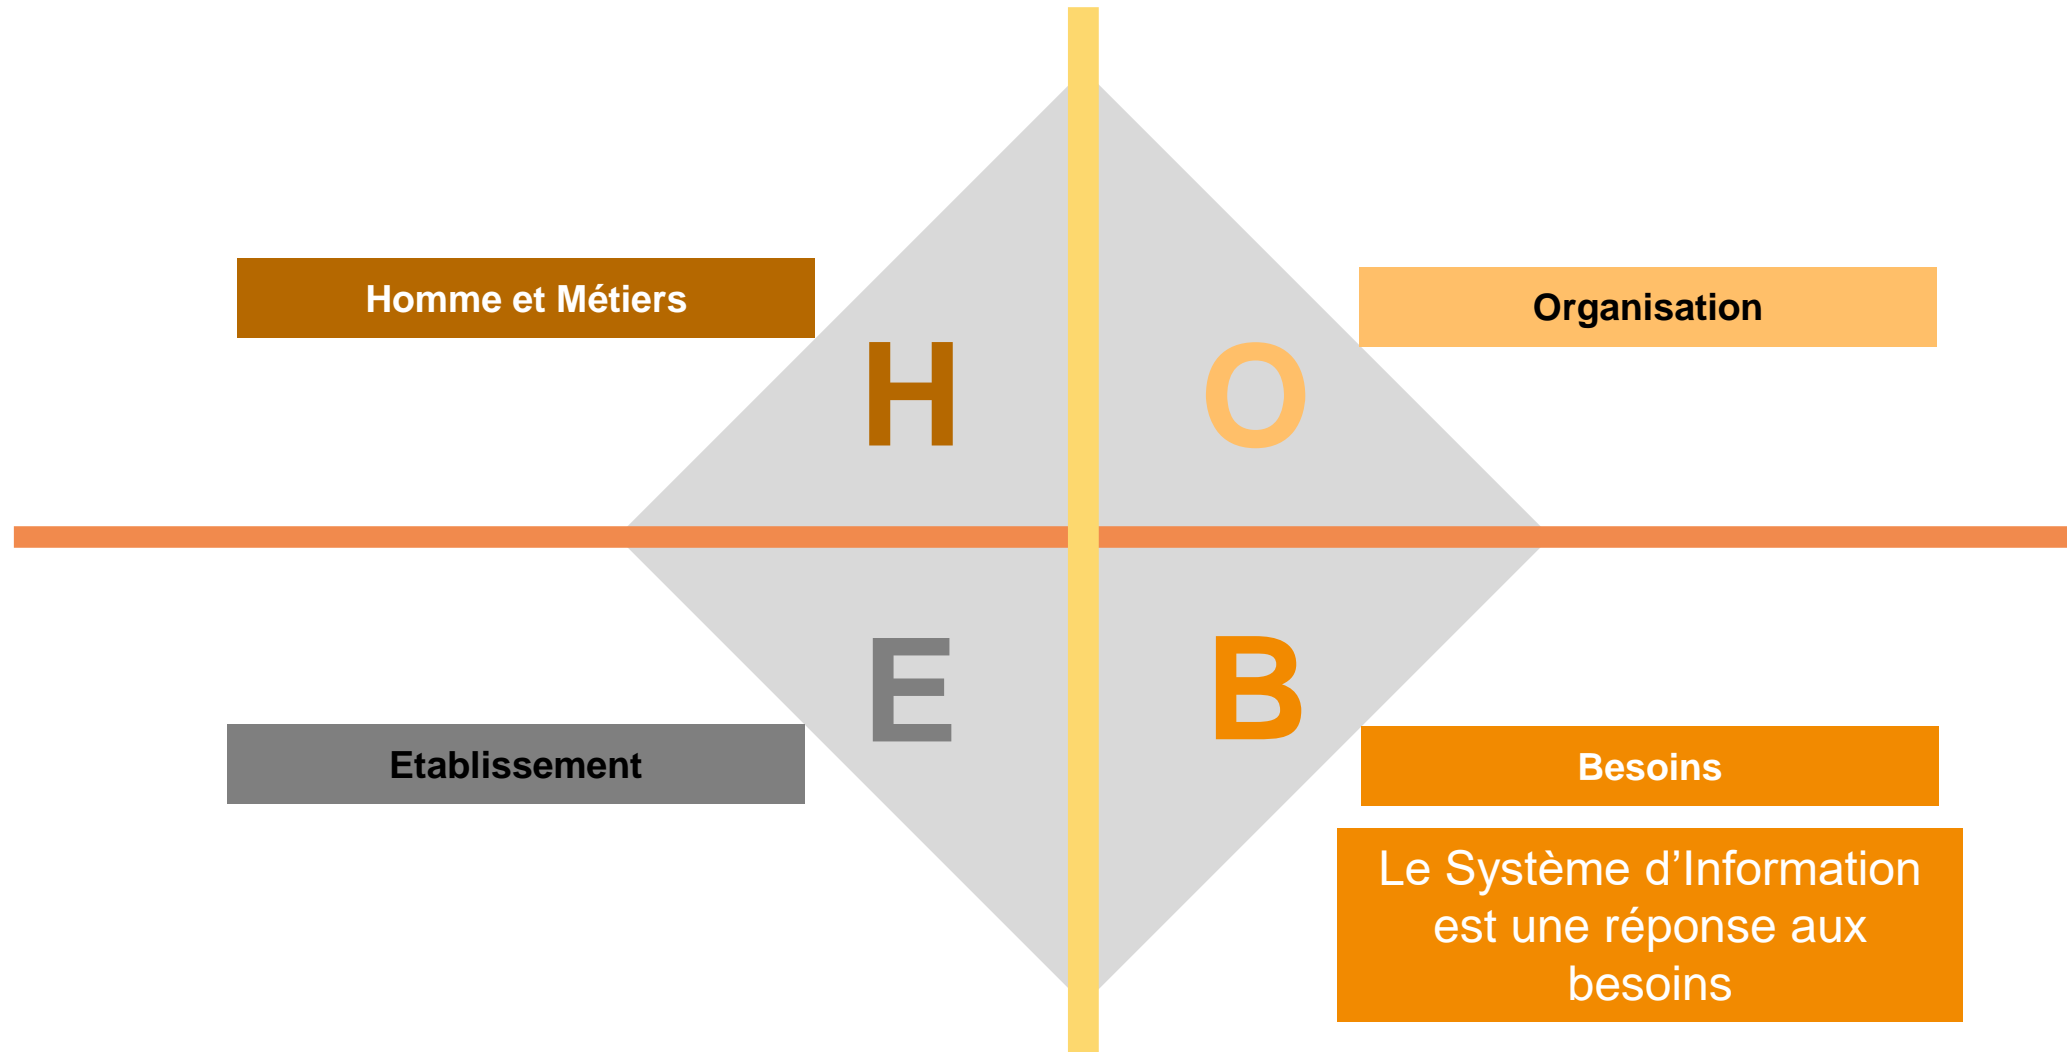 Homme et Métiers
Organisation
H
O
E
B
Etablissement
Besoins
Le Système d’Information
est une réponse aux
besoins